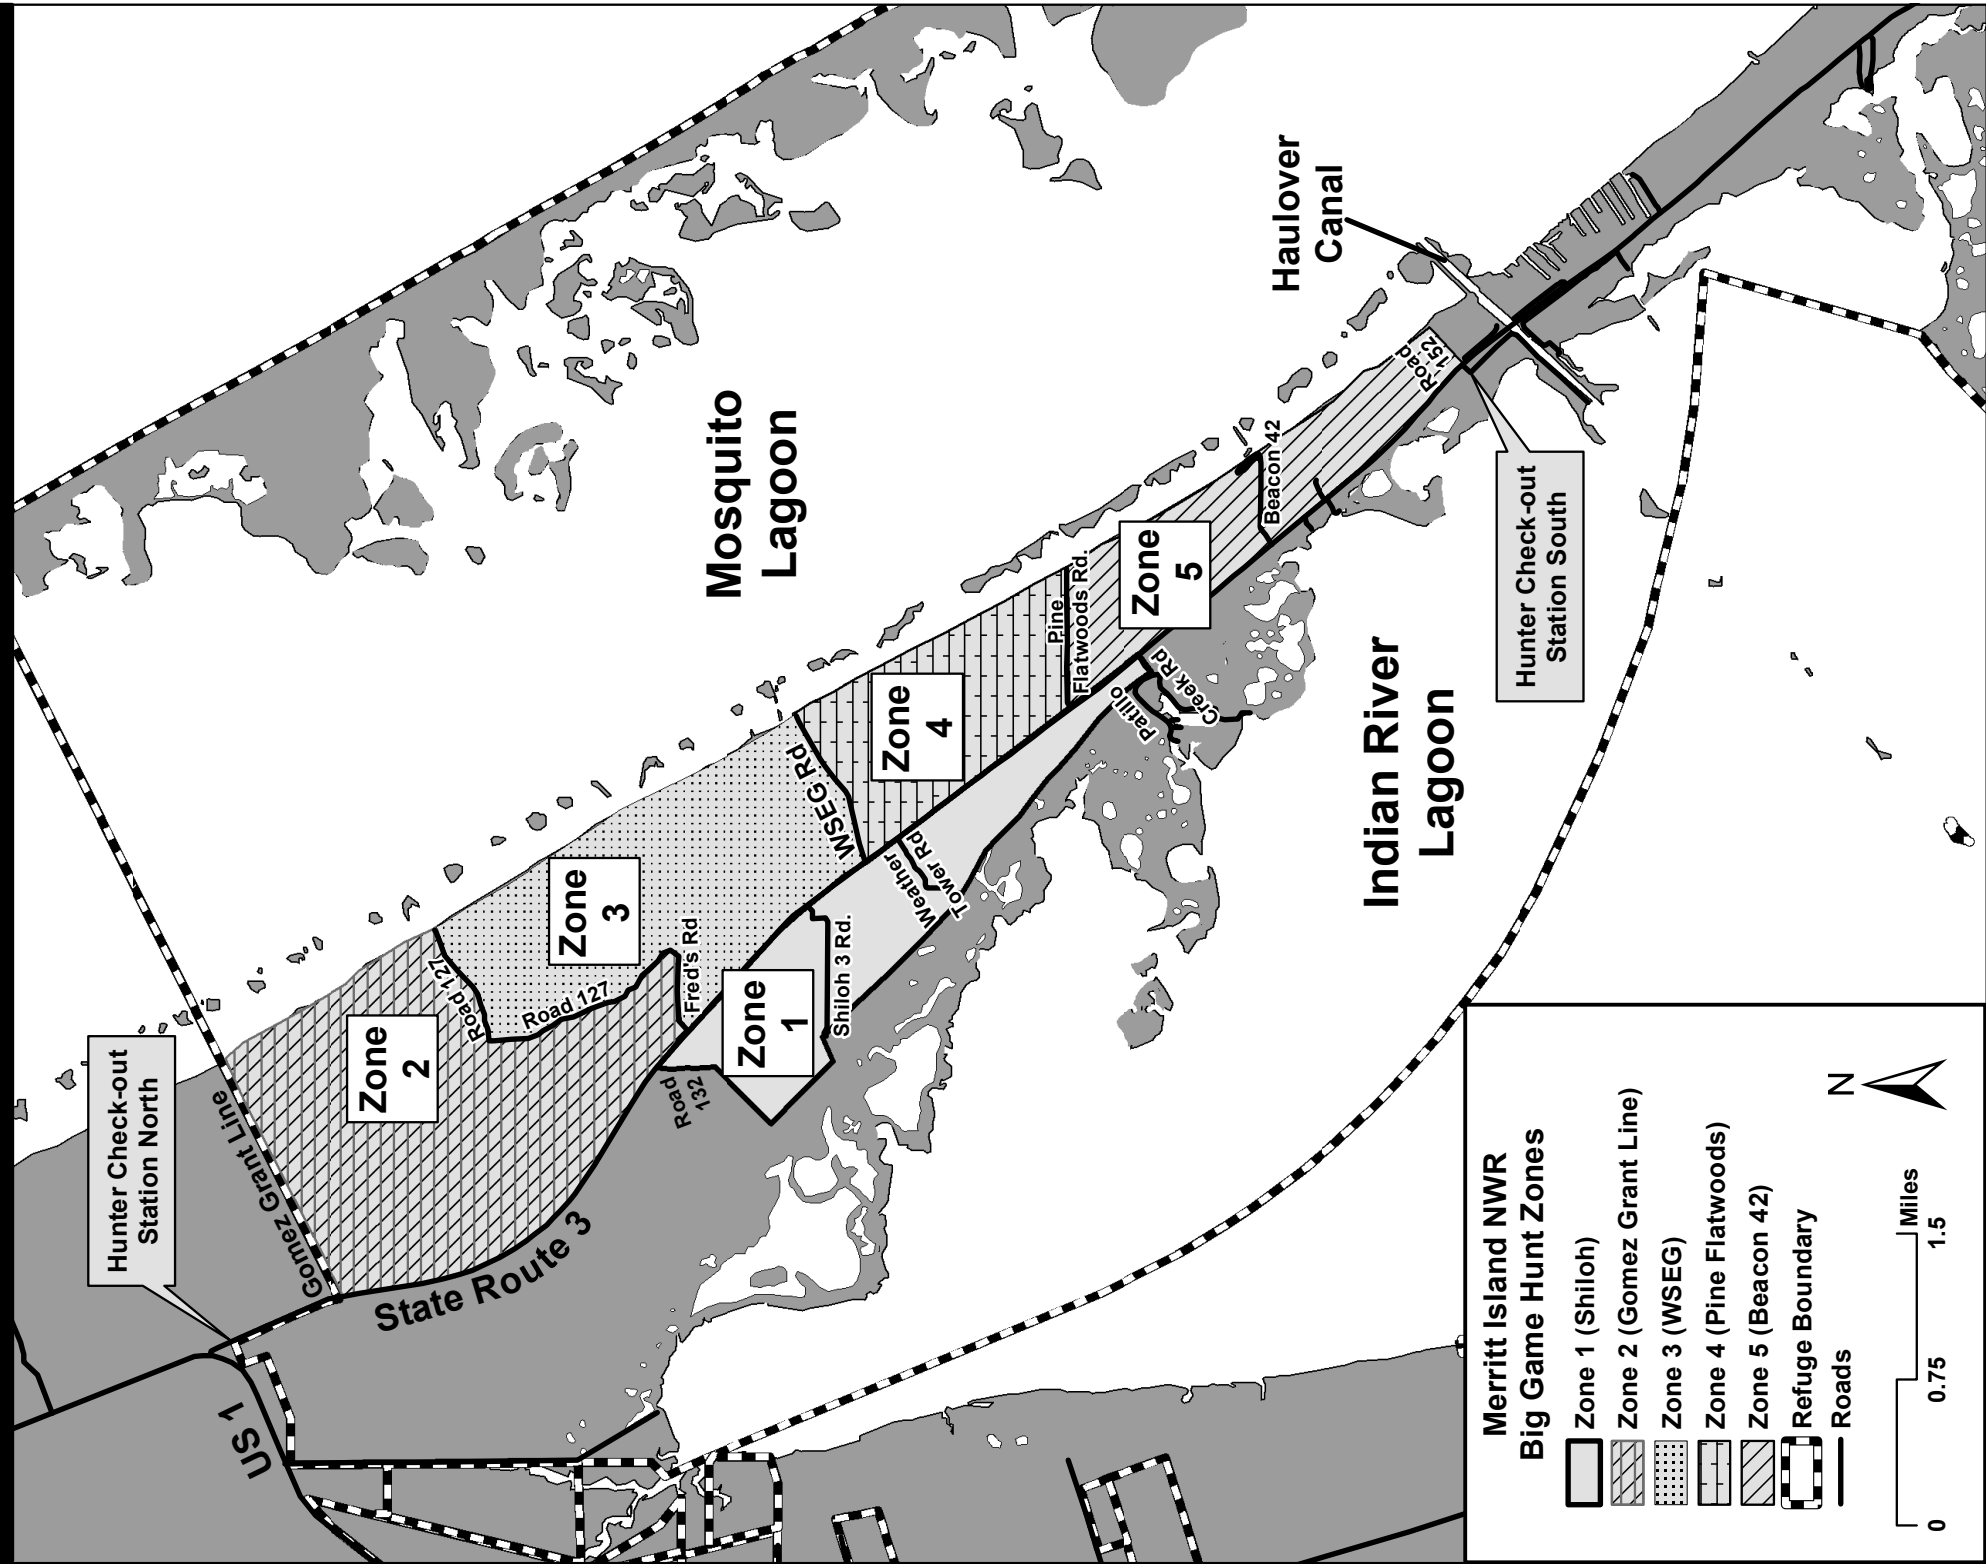 Hunter Check-out
Station North
Gomez Grant Line
US 1
State Route 3
Zone
2
Road 127
Road 127
Zone
3
Fred's Rd
Road
132
Zone
1
Shiloh 3 Rd.
WSEG Rd
Weather
Tower Rd
Zone
4
Pine
Flatwoods Rd.
Patillo
Creek Rd
Zone
5
Beacon 42
Road
152
Mosquito
Lagoon
Haulover
Canal
Hunter Check-out
Station South
Indian River
Lagoon
Merritt Island NWR
Big Game Hunt Zones
Zone 1 (Shiloh)
Zone 2 (Gomez Grant Line)
Zone 3 (WSEG)
Zone 4 (Pine Flatwoods)
Zone 5 (Beacon 42)
Refuge Boundary
Roads
N
0 0.75 1.5
Miles